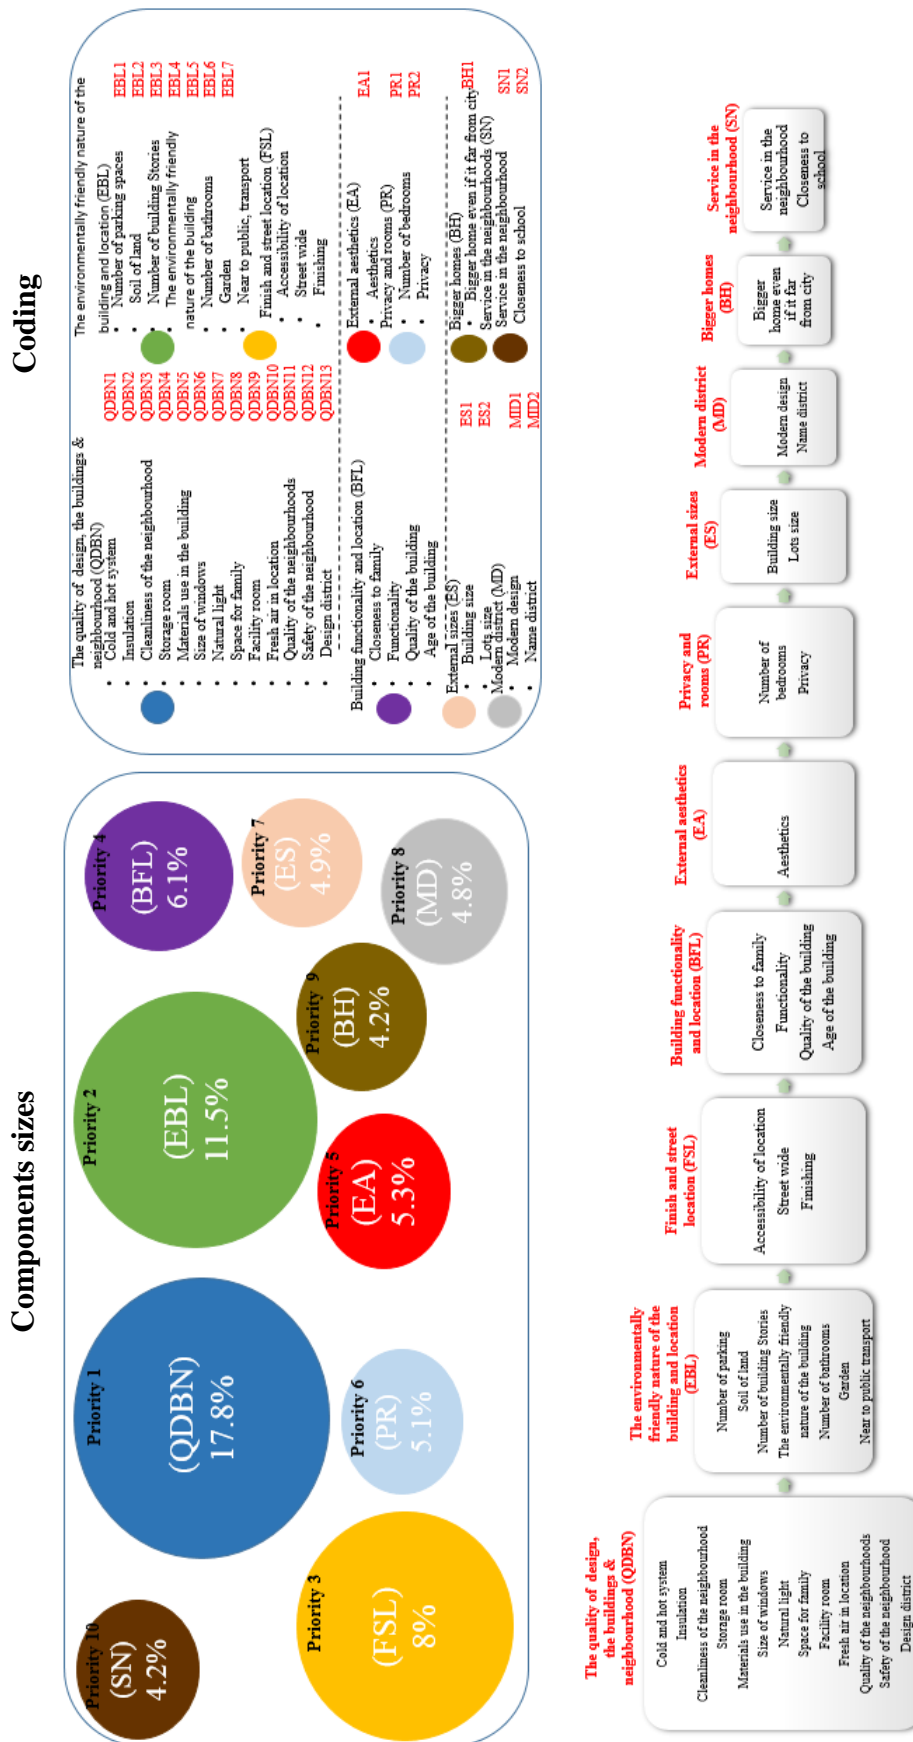 Components sizes
Coding
Priority 10
(SN)
4.2%
Priority 1
(QDBN)
17.8%
Priority 2
(EBL)
11.5%
Priority 4
(BFL)
6.1%
Priority 3
(FSL)
8%
Priority 6
(PR)
5.1%
Priority 5
(EA)
5.3%
Priority 9
(BH)
4.2%
Priority 7
(ES)
4.9%
Priority 8
(MD)
4.8%
The quality of design, the buildings &
neighbourhood (QDBN)
• Cold and hot system QDBN1
• Insulation QDBN2
• Cleanliness of the neighbourhood QDBN3
• Storage room QDBN4
• Materials use in the building QDBN5
• Size of windows QDBN6
• Natural light QDBN7
• Space for family QDBN8
• Facility room QDBN9
• Fresh air in location QDBN10
• Quality of the neighbourhoods QDBN11
• Safety of the neighbourhood QDBN12
• Design district QDBN13
The environmentally friendly nature of the
building and location (EBL)
• Number of parking spaces EBL1
• Soil of land EBL2
• Number of building Stories EBL3
• The environmentally friendly EBL4
nature of the building EBL5
• Number of bathrooms EBL6
• Garden EBL7
• Near to public, transport
Fnish and street location (FSL)
• Accessibility of location
• Street wide
• Finishing
Building functionality and location (BFL)
• Closeness to family
• Functionality
• Quality of the building
• Age of the building
External aesthetics (EA)
• Aesthetics EA1
Privacy and rooms (PR)
• Number of bedrooms PR1
• Privacy PR2
External sizes (ES)
• Building size ES1
• Lots size ES2
Modern district (MD)
• Modern design MID1
• Name district MID2
Bigger homes (BH)
• Bigger home even if it far from city BH1
Service in the neighbourhoods (SN)
Service in the neighbourhood SN1
• Closeness to school SN2
The quality of design,
the buildings &
neighbourhood (QDBN)
Cold and hot system
Insulation
Cleanliness of the neighbourhood
Storage room
Materials use in the building
Size of windows
Natural light
Space for family
Facility room
Fresh air in location
Quality of the neighbourhoods
Safety of the neighbourhood
Design district
The environmentally
friendly nature of the
building and location
(EBL)
Number of parking
Soil of land
Number of building Stories
The environmentally friendly
nature of the building
Number of bathrooms
Garden
Near to public transport
Finish and street
location (FSL)
Accessibility of location
Street wide
Finishing
Building functionality
and location (BFL)
Closeness to family
Functionality
Quality of the building
Age of the building
External aesthetics
(EA)
Aesthetics
Privacy and
rooms (PR)
Number of
bedrooms
Privacy
External sizes
(ES)
Building size
Lots size
Modern district
(MD)
Modern design
Name district
Bigger homes
(BH)
Bigger
home even
if it far
from city
Service in the
neighbourhood (SN)
Service in the
neighbourhood
Closeness to
school